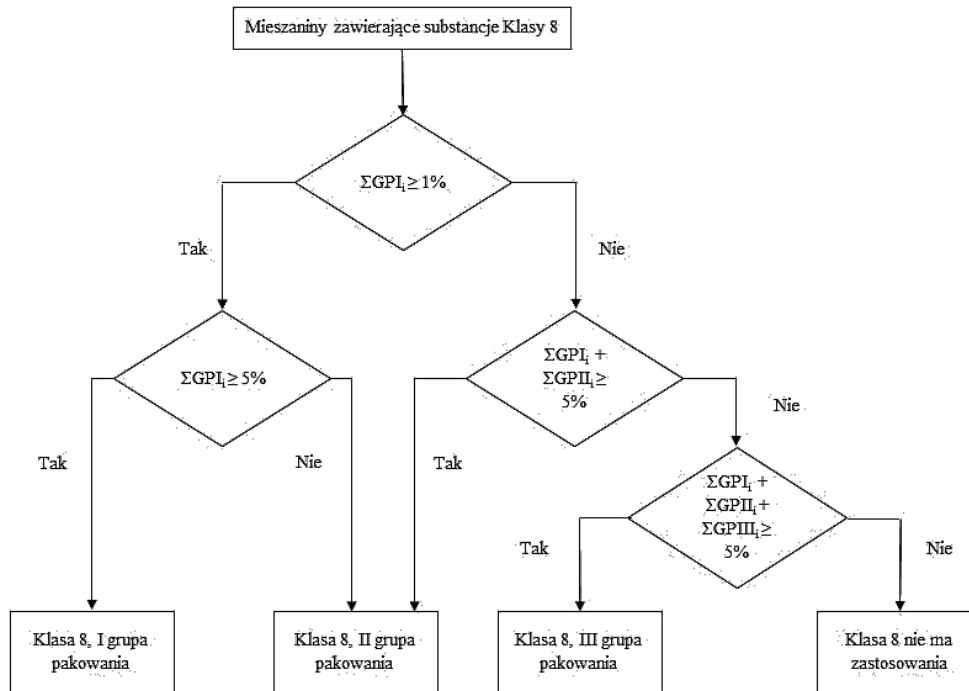 Mieszaniny zawierające substancje Klasy 8
ΣGPIᵢ ≥ 1%
Tak
Nie
ΣGPIᵢ ≥ 5%
ΣGPIᵢ +
ΣGPIIᵢ ≥
5%
Tak
Nie
Tak
Nie
ΣGPIᵢ +
ΣGPIIᵢ +
ΣGPIIIᵢ ≥
5%
Tak
Nie
Klasa 8, I grupa
pakowania
Klasa 8, II grupa
pakowania
Klasa 8, III grupa
pakowania
Klasa 8 nie ma
zastosowania